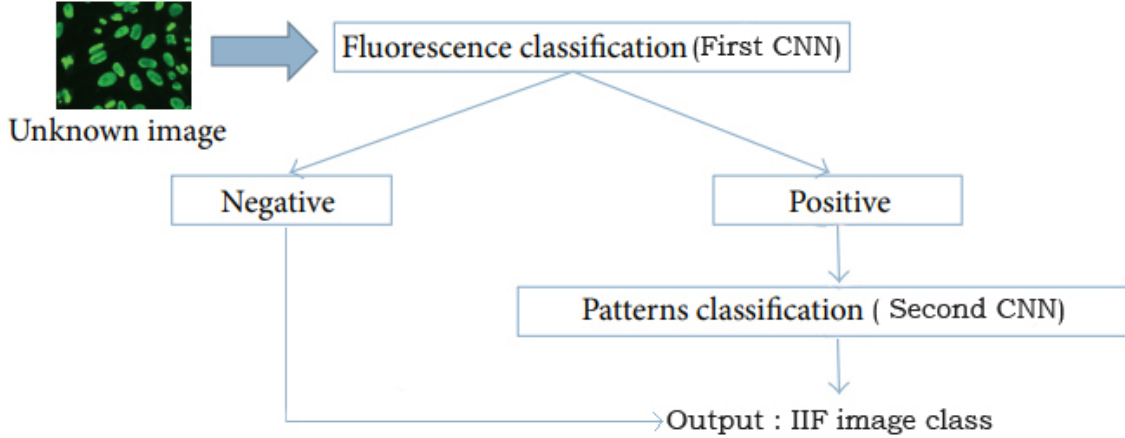 Fluorescence classification (First CNN)
Unknown image
Negative
Positive
Patterns classification ( Second CNN)
Output : IIF image class